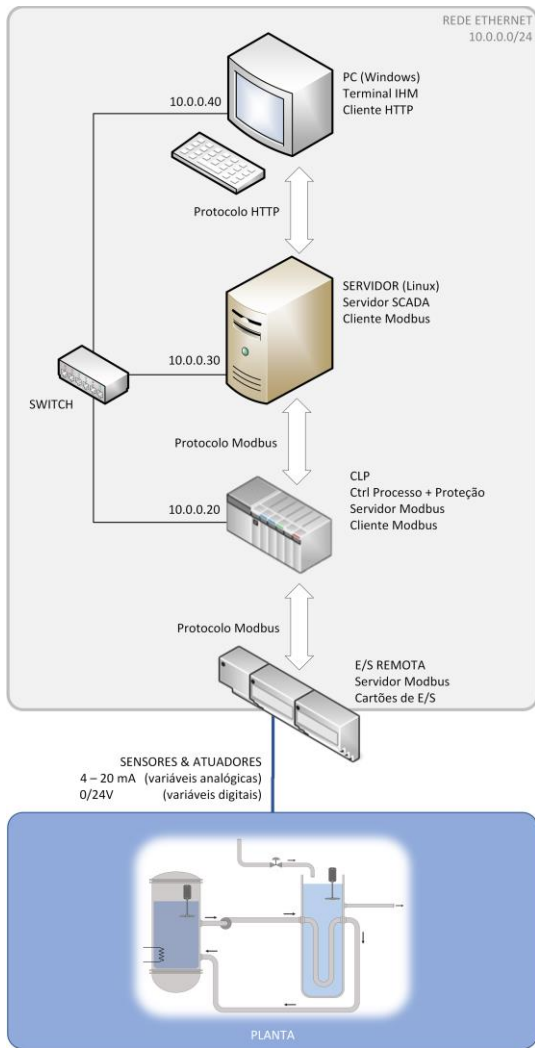 REDE ETHERNET
10.0.0.0/24
PC (Windows)
Terminal IHM
Cliente HTTP
10.0.0.40
Protocolo HTTP
SERVIDOR (Linux)
Servidor SCADA
Cliente Modbus
10.0.0.30
SWITCH
Protocolo Modbus
CLP
Ctrl Processo + Proteção
Servidor Modbus
Cliente Modbus
10.0.0.20
Protocolo Modbus
E/S REMOTA
Servidor Modbus
Cartões de E/S
SENSORES & ATUADORES
4 – 20 mA (variáveis analógicas)
0/24V (variáveis digitais)
PLANTA